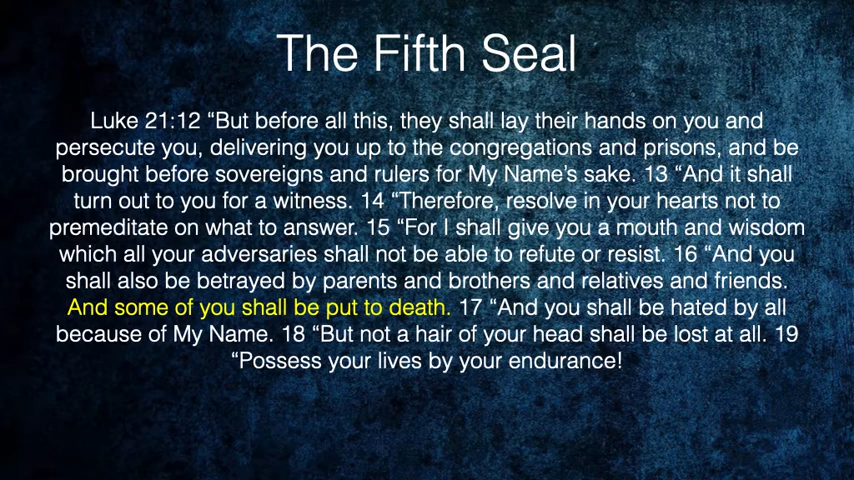 The Fifth Seal
Luke 21:12 “But before all this, they shall lay their hands on you and
persecute you, delivering you up to the congregations and prisons, and be
brought before sovereigns and rulers for My Name’s sake. 13 “And it shall
turn out to you for a witness. 14 “Therefore, resolve in your hearts not to
premeditate on what to answer. 15 “For I shall give you a mouth and wisdom
which all your adversaries shall not be able to refute or resist. 16 “And you
shall also be betrayed by parents and brothers and relatives and friends.
And some of you shall be put to death. 17 “And you shall be hated by all
because of My Name. 18 “But not a hair of your head shall be lost at all. 19
“Possess your lives by your endurance!